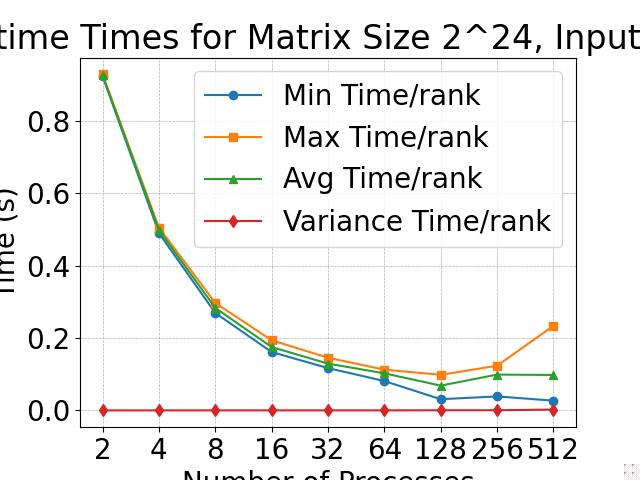 time Times for Matrix Size 2^24, Input
Min Time/rank
Max Time/rank
Avg Time/rank
Variance Time/rank
0.8
0.6
0.4
0.2
0.0
Time (s)
2 4 8 16 32 64 128 256 512
Number of Processes